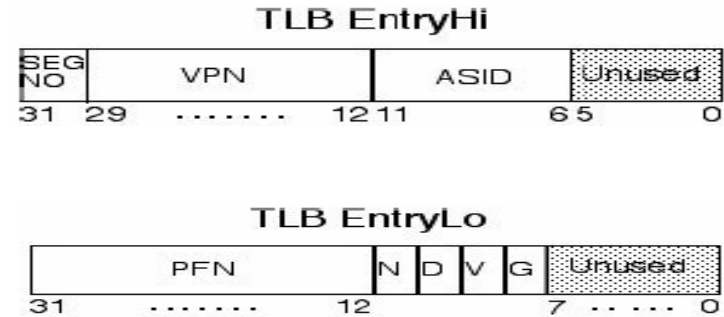 TLB EntryHi
SEG NO VPN ASID Unused
31 29 ....... 12 11 6 5 0
TLB EntryLo
PFN N D V G Unused
31 ....... 12 7 ..... 0